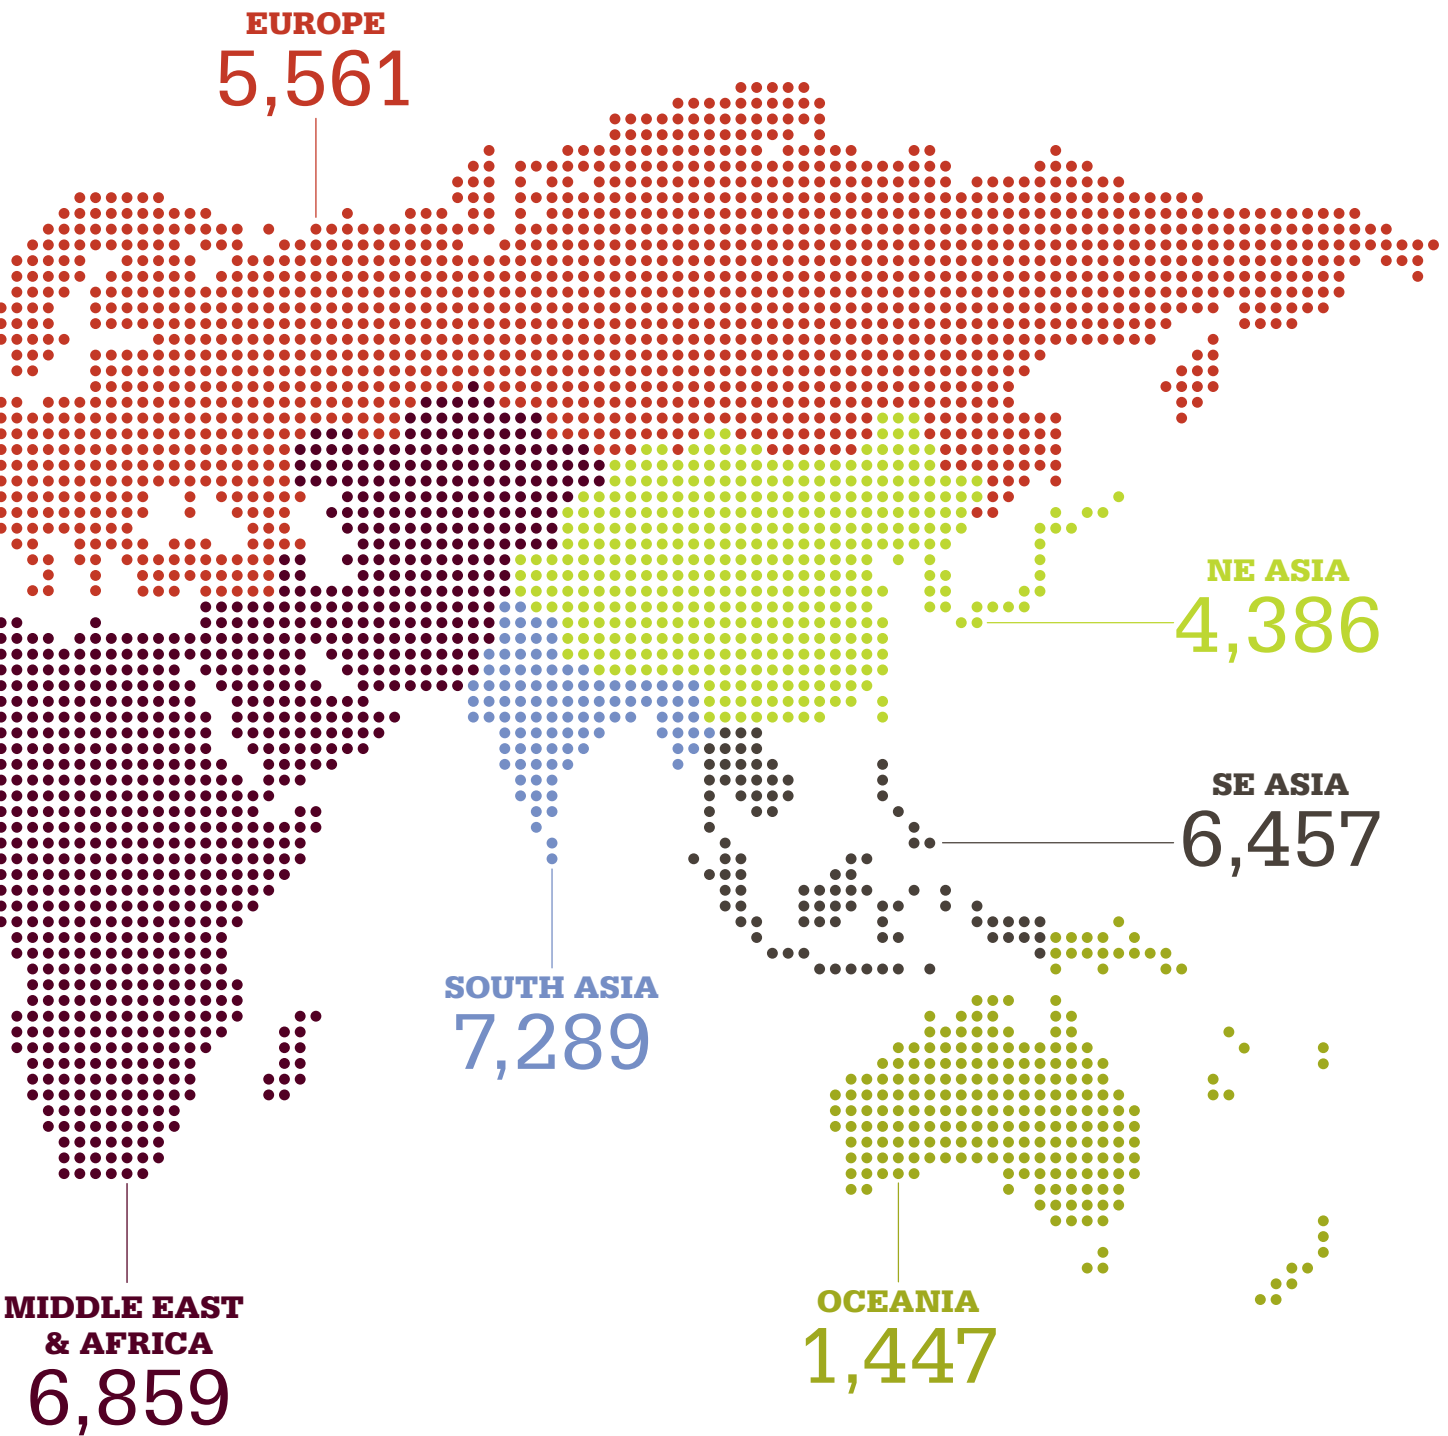 EUROPE
5,561
NE ASIA
4,386
SE ASIA
6,457
SOUTH ASIA
7,289
MIDDLE EAST
& AFRICA
6,859
OCEANIA
1,447